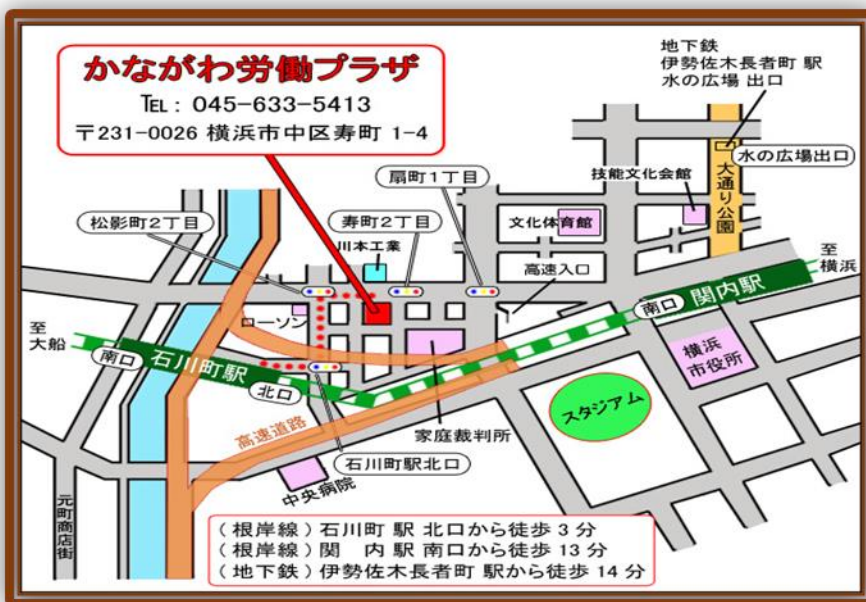 かながわ労働プラザ
TEL : 045-633-5413
〒231-0026 横浜市中区寿町 1-4
地下鉄
伊勢佐木長者町 駅
水の広場 出口
水の広場出口
大通り公園
技能文化会館
扇町1丁目
文化体育館
松影町2丁目
寿町2丁目
川本工業
高速入口
至
横浜
関内駅
南口
ローソン
至
大船
南口
石川町駅
北口
横浜
市役所
スタジアム
家庭裁判所
高速道路
石川町駅北口
中央病院
元町商店街
(根岸線) 石川町 駅 北口から徒歩 3 分
(根岸線) 関 内 駅 南口から徒歩 13 分
(地下鉄) 伊勢佐木長者町 駅から徒歩 14 分